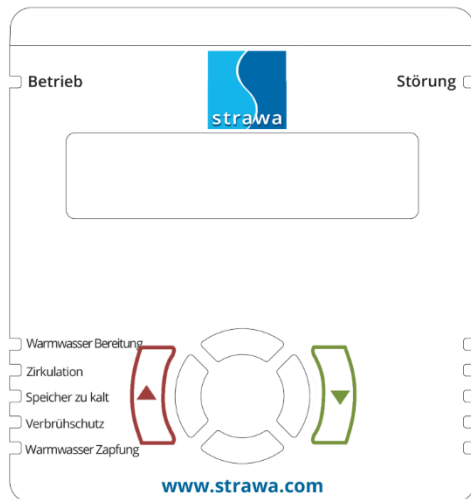 Betrieb
Störung
strawa
Warmwasser Bereitung
Zirkulation
Speicher zu kalt
Verbrühschutz
Warmwasser Zapfung
www.strawa.com